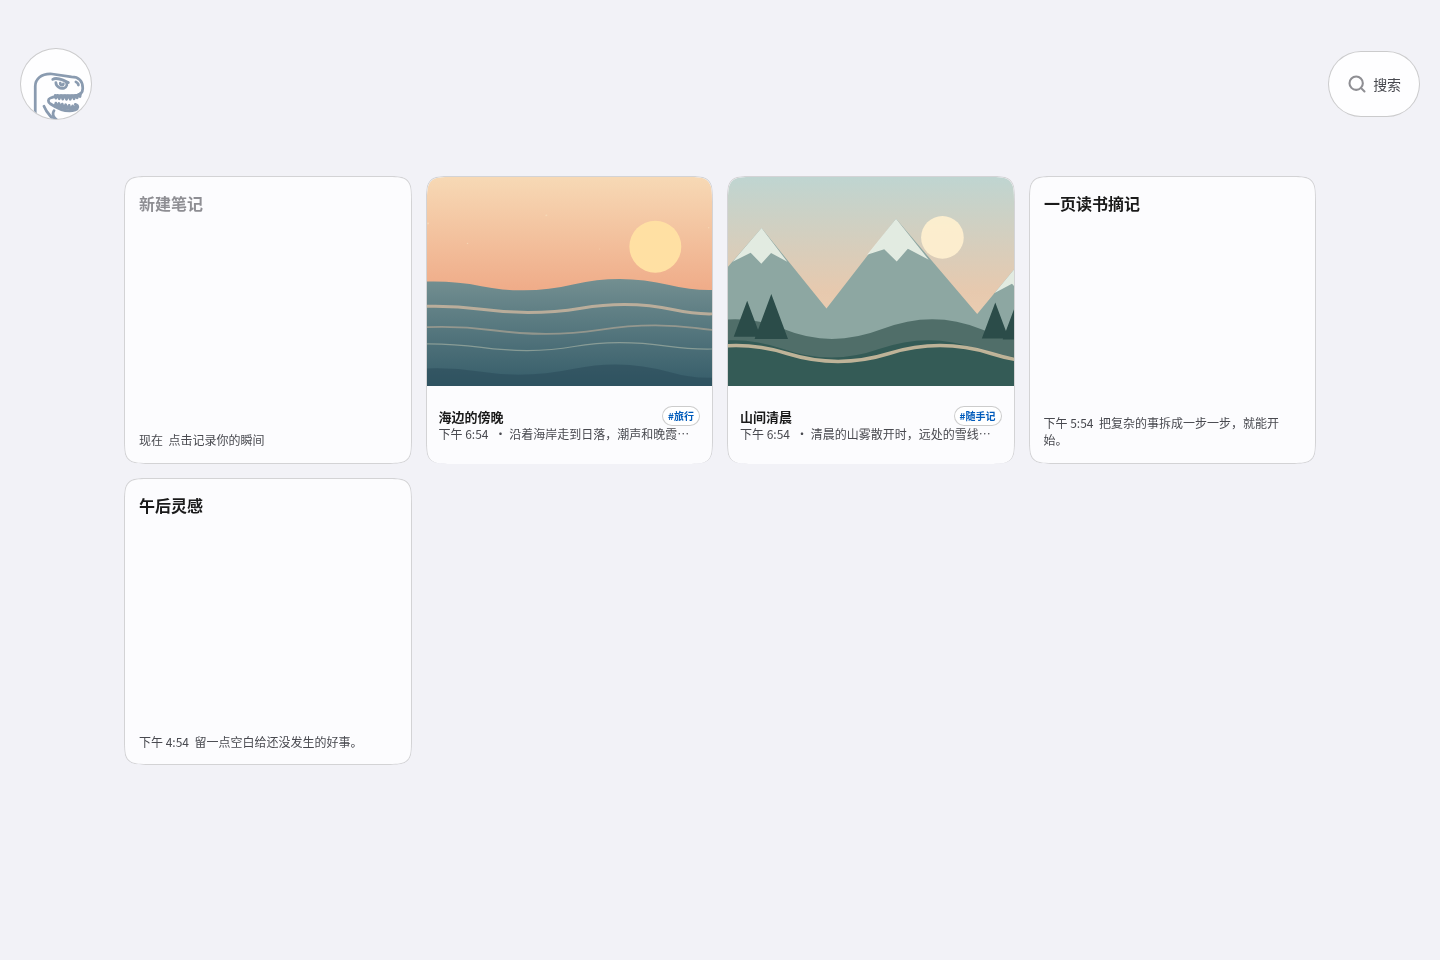 搜索
新建笔记
现在 点击记录你的瞬间
海边的傍晚
#旅行
下午 6:54 • 沿着海岸走到日落，潮声和晚霞…
山间清晨
#随手记
下午 6:54 • 清晨的山雾散开时，远处的雪线…
一页读书摘记
下午 5:54 把复杂的事拆成一步一步，就能开
始。
午后灵感
下午 4:54 留一点空白给还没发生的好事。